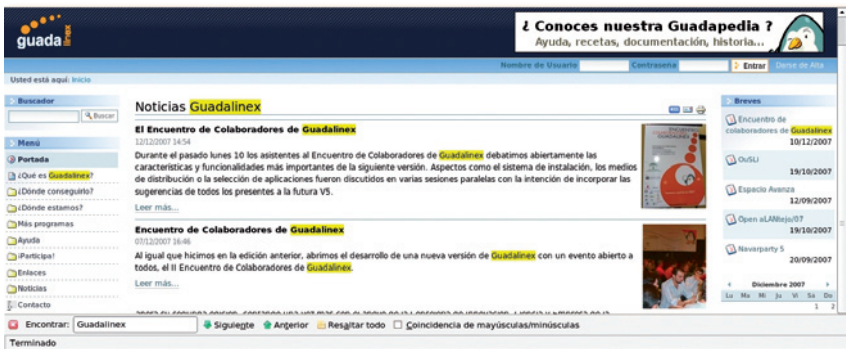 guadalinex
¿ Conoces nuestra Guadapedia ?
Ayuda, recetas, documentación, historia...
Nombre de Usuario
Contrasena
Entrar
Darse de Alta
Usted está aquí: Inicio
Buscador
Buscar
Menú
Portada
¿Qué es Guadalinex?
¿Dónde conseguirlo?
¿Dónde estamos?
Más programas
Ayuda
¡Participa!
Enlaces
Noticias
Contacto
Noticias Guadalinex
El Encuentro de Colaboradores de Guadalinex
12/12/2007 14:54
Durante el pasado lunes 10 los asistentes al Encuentro de Colaboradores de Guadalinex debatimos abiertamente las
características y funcionalidades más importantes de la siguiente versión. Aspectos como el sistema de instalación, los medios
de distribución o la selección de aplicaciones fueron discutidos en varias sesiones paralelas con la intención de incorporar las
sugerencias de todos los presentes a la futura V5.
Leer más...
Encuentro de Colaboradores de Guadalinex
07/12/2007 16:46
Al igual que hicimos en la edición anterior, abrimos el desarrollo de una nueva versión de Guadalinex con un evento abierto a
todos, el II Encuentro de Colaboradores de Guadalinex.
Leer más...
Breves
Encuentro de
colaboradores de Guadalinex
10/12/2007
OuSLI
19/10/2007
Espacio Avanza
12/09/2007
Open aLANtejo/07
19/10/2007
Navarparty 5
20/09/2007
Diciembre 2007
Lu Ma Mi Ju Vi Sa Do
1 2
Encontrar: Guadalinex Siguiente Anterior Resaltar todo Coincidencia de mayúsculas/minúsculas
Terminado